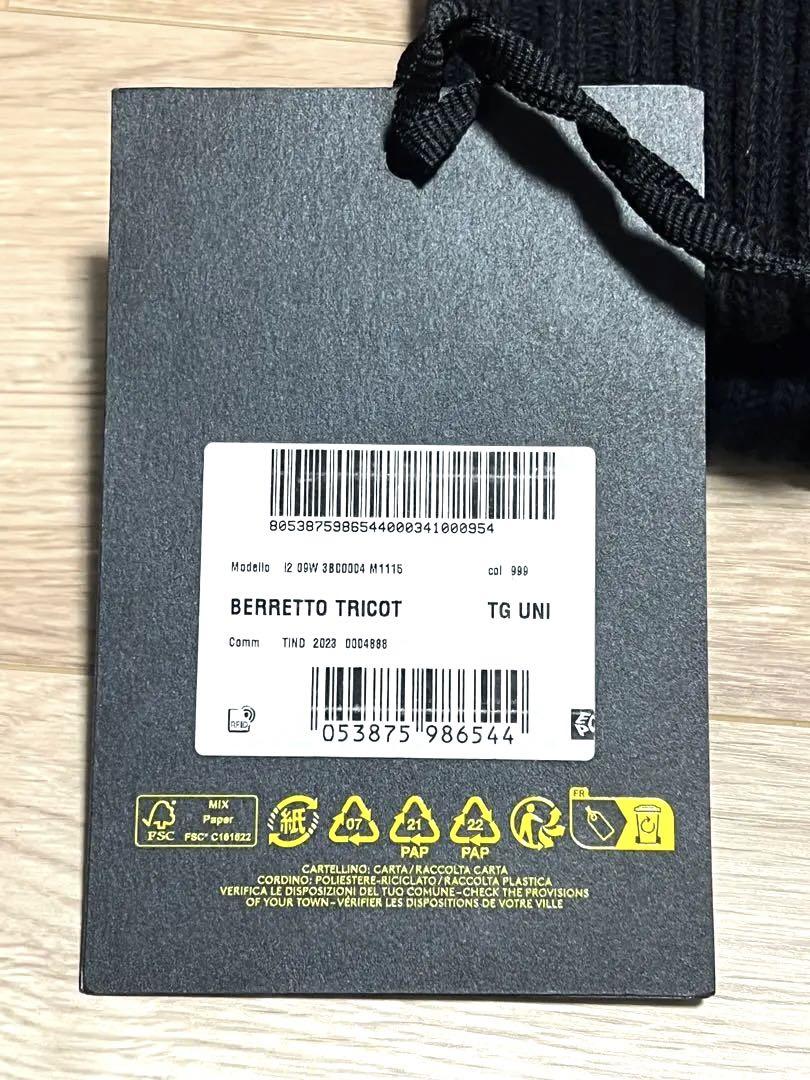 8053875986544000341000954
Modello I2 09W 3B00004 M1115 col 999
BERRETTO TRICOT TG UNI
Comm TIND 2023 0004888
RFID
053875 986544
MIX
Paper
FSC® C161622
FSC
紙
07
21
PAP
22
PAP
FR
CARTELLINO: CARTA/RACCOLTA CARTA
CORDINO: POLIESTERE-RICICLATO/RACCOLTA PLASTICA
VERIFICA LE DISPOSIZIONI DEL TUO COMUNE-CHECK THE PROVISIONS
OF YOUR TOWN-VÉRIFIER LES DISPOSITIONS DE VOTRE VILLE